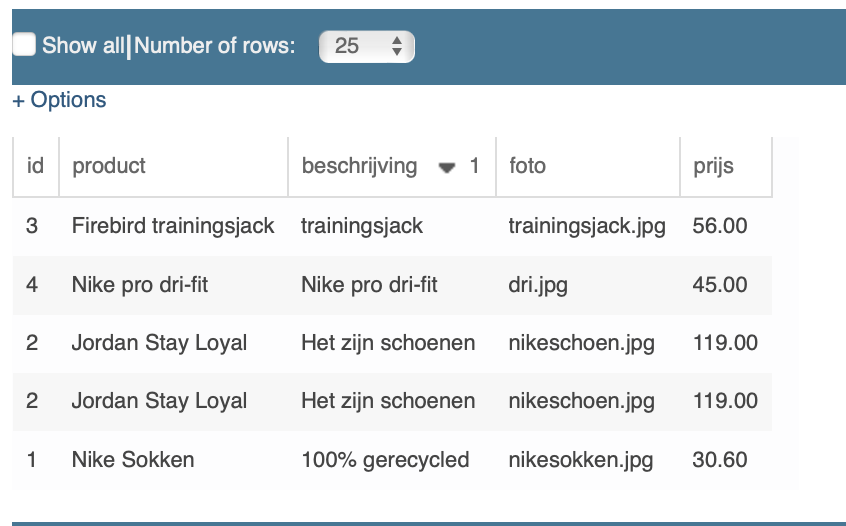 Show all|Number of rows: 25
+ Options
id product beschrijving 1 foto prijs
3 Firebird trainingsjack trainingsjack trainingsjack.jpg 56.00
4 Nike pro dri-fit Nike pro dri-fit dri.jpg 45.00
2 Jordan Stay Loyal Het zijn schoenen nikeschoen.jpg 119.00
2 Jordan Stay Loyal Het zijn schoenen nikeschoen.jpg 119.00
1 Nike Sokken 100% gerecycled nikesokken.jpg 30.60